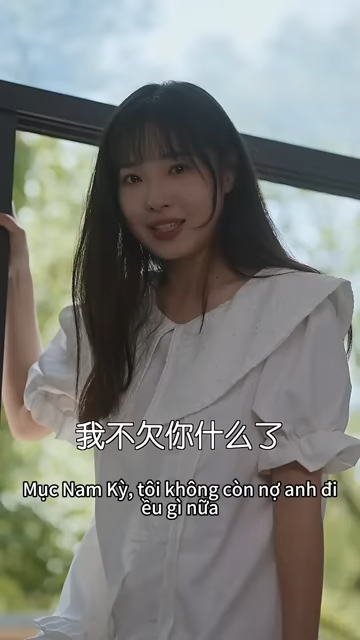 我不欠你什么了
Mục Nam Kỳ, tôi không còn nợ anh đi
ều gì nữa